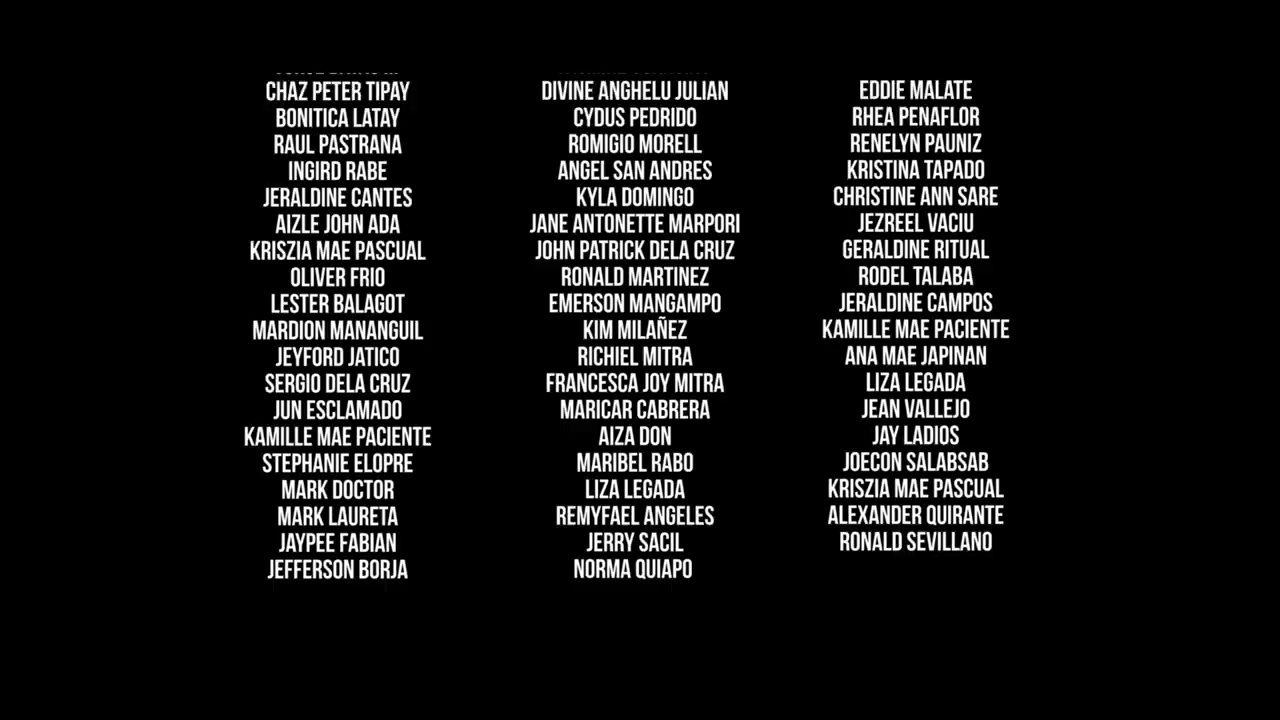 CHAZ PETER TIPAY
BONITICA LATAY
RAUL PASTRANA
INGIRD RABE
JERALDINE CANTES
AIZLE JOHN ADA
KRISZIA MAE PASCUAL
OLIVER FRIO
LESTER BALAGOT
MARDION MANANGUIL
JEYFORD JATICO
SERGIO DELA CRUZ
JUN ESCLAMADO
KAMILLE MAE PACIENTE
STEPHANIE ELOPRE
MARK DOCTOR
MARK LAURETA
JAYPEE FABIAN
JEFFERSON BORJA
DIVINE ANGHELU JULIAN
CYDUS PEDRIDO
ROMIGIO MORELL
ANGEL SAN ANDRES
KYLA DOMINGO
JANE ANTONETTE MARPORI
JOHN PATRICK DELA CRUZ
RONALD MARTINEZ
EMERSON MANGAMPO
KIM MILAÑEZ
RICHIEL MITRA
FRANCESCA JOY MITRA
MARICAR CABRERA
AIZA DON
MARIBEL RABO
LIZA LEGADA
REMYFAEL ANGELES
JERRY SACIL
NORMA QUIAPO
EDDIE MALATE
RHEA PENAFLOR
RENELYN PAUNIZ
KRISTINA TAPADO
CHRISTINE ANN SARE
JEZREEL VACIU
GERALDINE RITUAL
RODEL TALABA
JERALDINE CAMPOS
KAMILLE MAE PACIENTE
ANA MAE JAPINAN
LIZA LEGADA
JEAN VALLEJO
JAY LADIOS
JOECON SALABSAB
KRISZIA MAE PASCUAL
ALEXANDER QUIRANTE
RONALD SEVILLANO